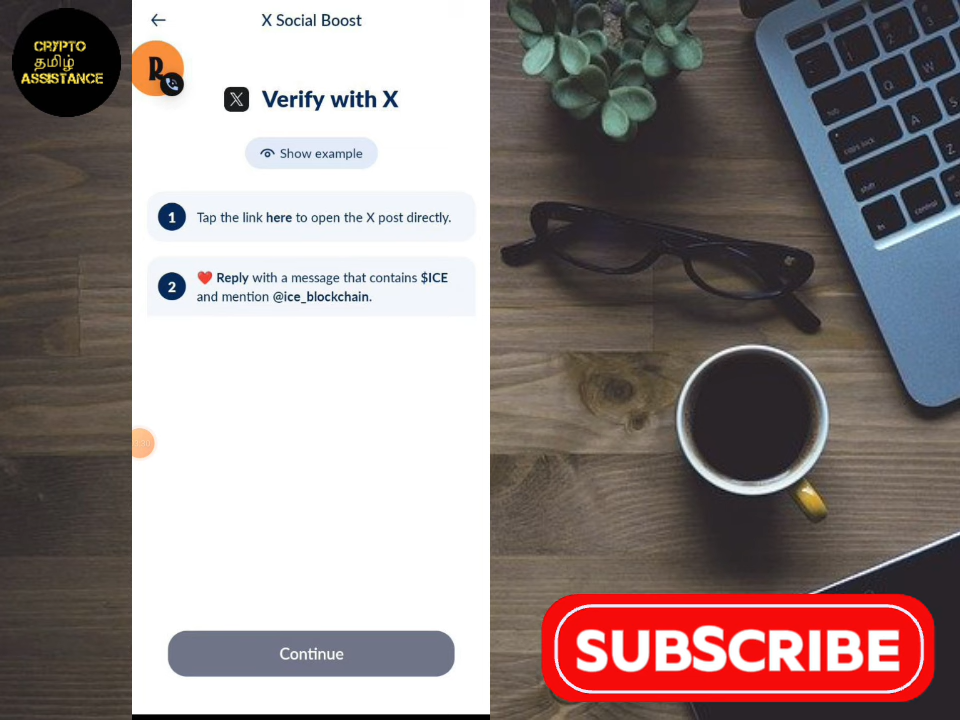 CRYPTO
தமிழ்
ASSISTANCE
X Social Boost
R
Verify with X
Show example
1 Tap the link here to open the X post directly.
2 ❤️ Reply with a message that contains $ICE
and mention @ice_blockchain.
Continue
SUBSCRIBE